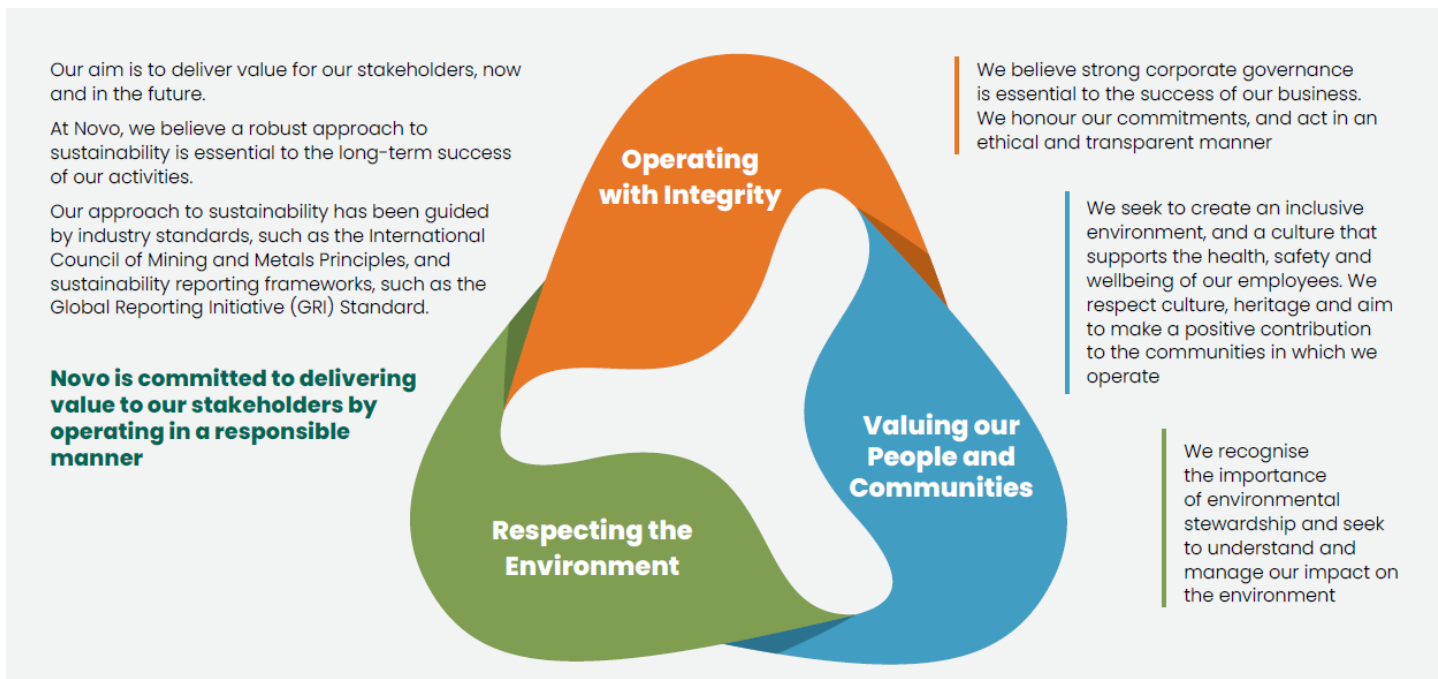 Our aim is to deliver value for our stakeholders, now
and in the future.
At Novo, we believe a robust approach to
sustainability is essential to the long-term success
of our activities.
Our approach to sustainability has been guided
by industry standards, such as the International
Council of Mining and Metals Principles, and
sustainability reporting frameworks, such as the
Global Reporting Initiative (GRI) Standard.
Novo is committed to delivering
value to our stakeholders by
operating in a responsible
manner
Operating
with Integrity
Valuing our
People and
Communities
Respecting the
Environment
We believe strong corporate governance
is essential to the success of our business.
We honour our commitments, and act in an
ethical and transparent manner
We seek to create an inclusive
environment, and a culture that
supports the health, safety and
wellbeing of our employees. We
respect culture, heritage and aim
to make a positive contribution
to the communities in which we
operate
We recognise
the importance
of environmental
stewardship and seek
to understand and
manage our impact on
the environment